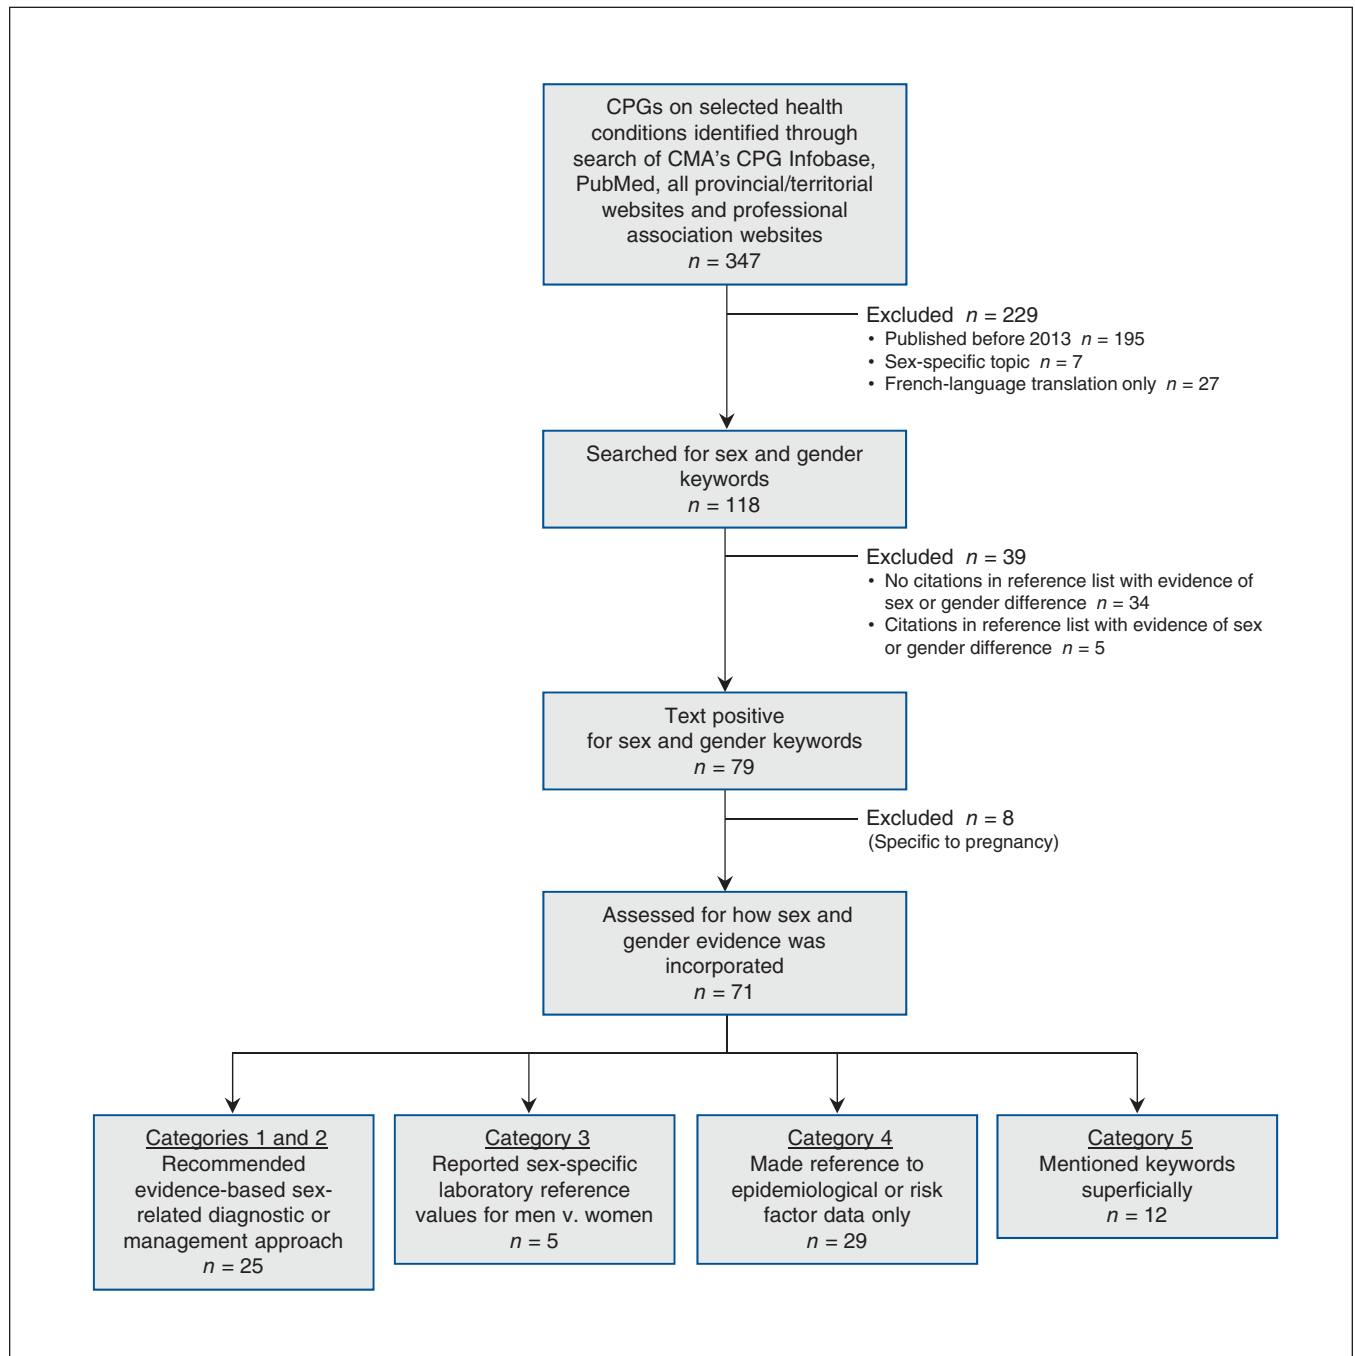 CPGs on selected health
conditions identified through
search of CMA's CPG Infobase,
PubMed, all provincial/territorial
websites and professional
association websites
n = 347
Excluded n = 229
• Published before 2013 n = 195
• Sex-specific topic n = 7
• French-language translation only n = 27
Searched for sex and gender
keywords
n = 118
Excluded n = 39
• No citations in reference list with evidence of
sex or gender difference n = 34
• Citations in reference list with evidence of sex
or gender difference n = 5
Text positive
for sex and gender keywords
n = 79
Excluded n = 8
(Specific to pregnancy)
Assessed for how sex and
gender evidence was
incorporated
n = 71
Categories 1 and 2
Recommended
evidence-based sex-
related diagnostic or
management approach
n = 25
Category 3
Reported sex-specific
laboratory reference
values for men v. women
n = 5
Category 4
Made reference to
epidemiological or risk
factor data only
n = 29
Category 5
Mentioned keywords
superficially
n = 12